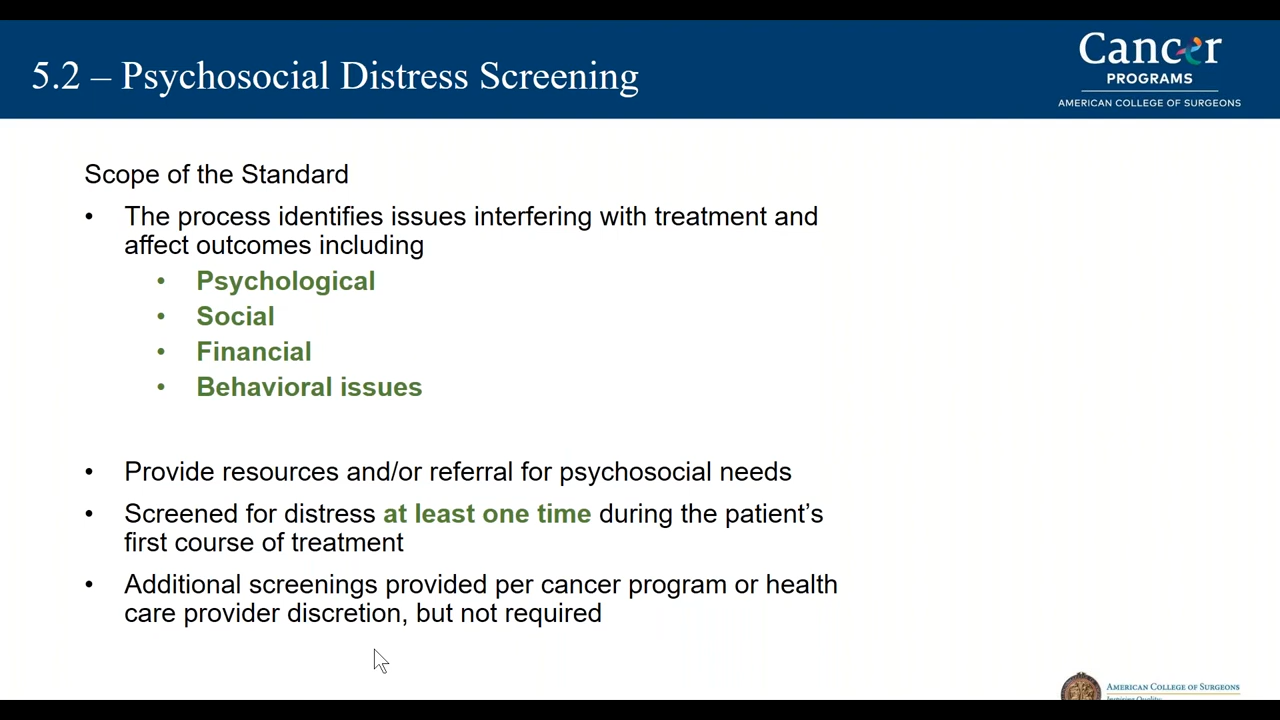 5.2 – Psychosocial Distress Screening
Cancer
PROGRAMS
AMERICAN COLLEGE OF SURGEONS
Scope of the Standard
• The process identifies issues interfering with treatment and
affect outcomes including
• Psychological
• Social
• Financial
• Behavioral issues
• Provide resources and/or referral for psychosocial needs
• Screened for distress at least one time during the patient’s
first course of treatment
• Additional screenings provided per cancer program or health
care provider discretion, but not required
AMERICAN COLLEGE OF SURGEONS